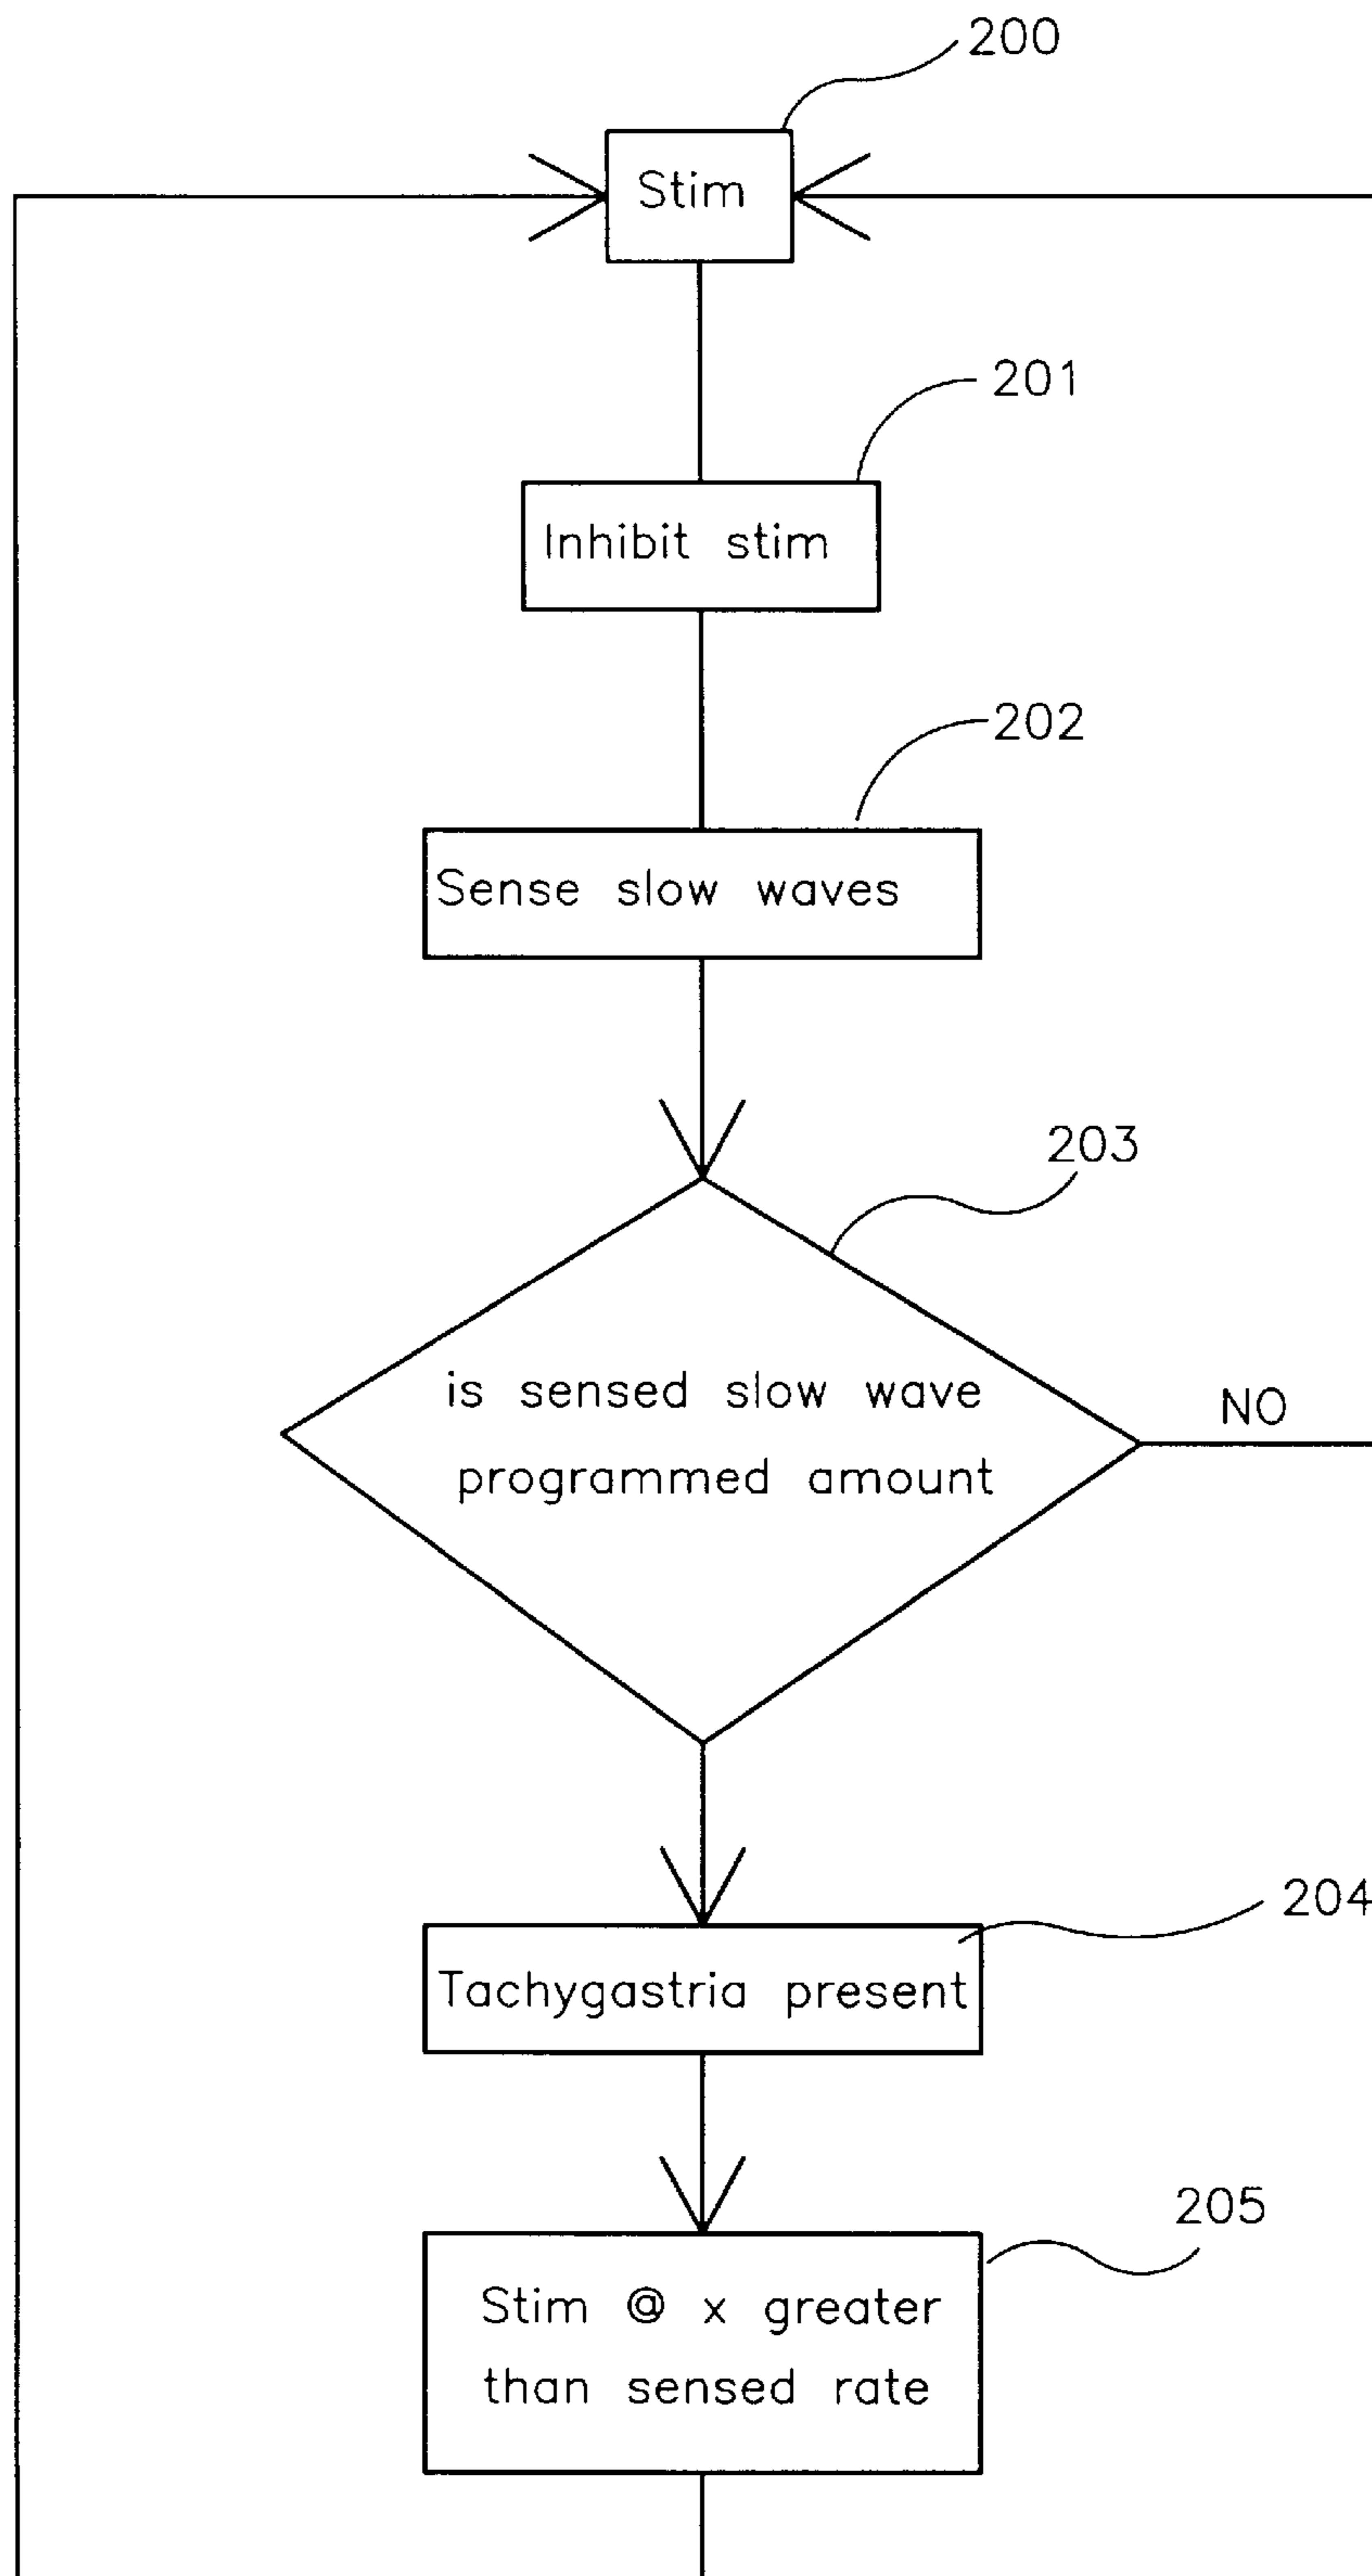 200
Stim
201
Inhibit stim
202
Sense slow waves
203
is sensed slow wave
programmed amount
NO
204
Tachygastria present
205
Stim @ x greater
than sensed rate